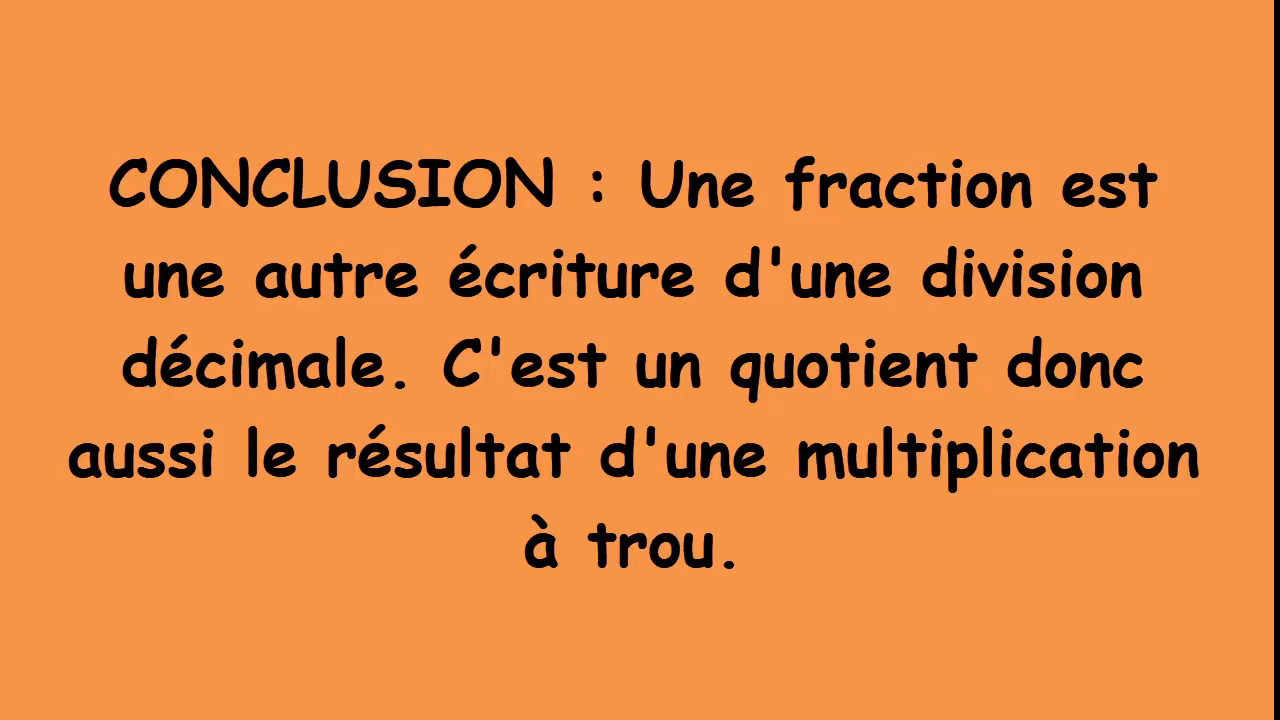 CONCLUSION : Une fraction est
une autre écriture d'une division
décimale. C'est un quotient donc
aussi le résultat d'une multiplication
à trou.